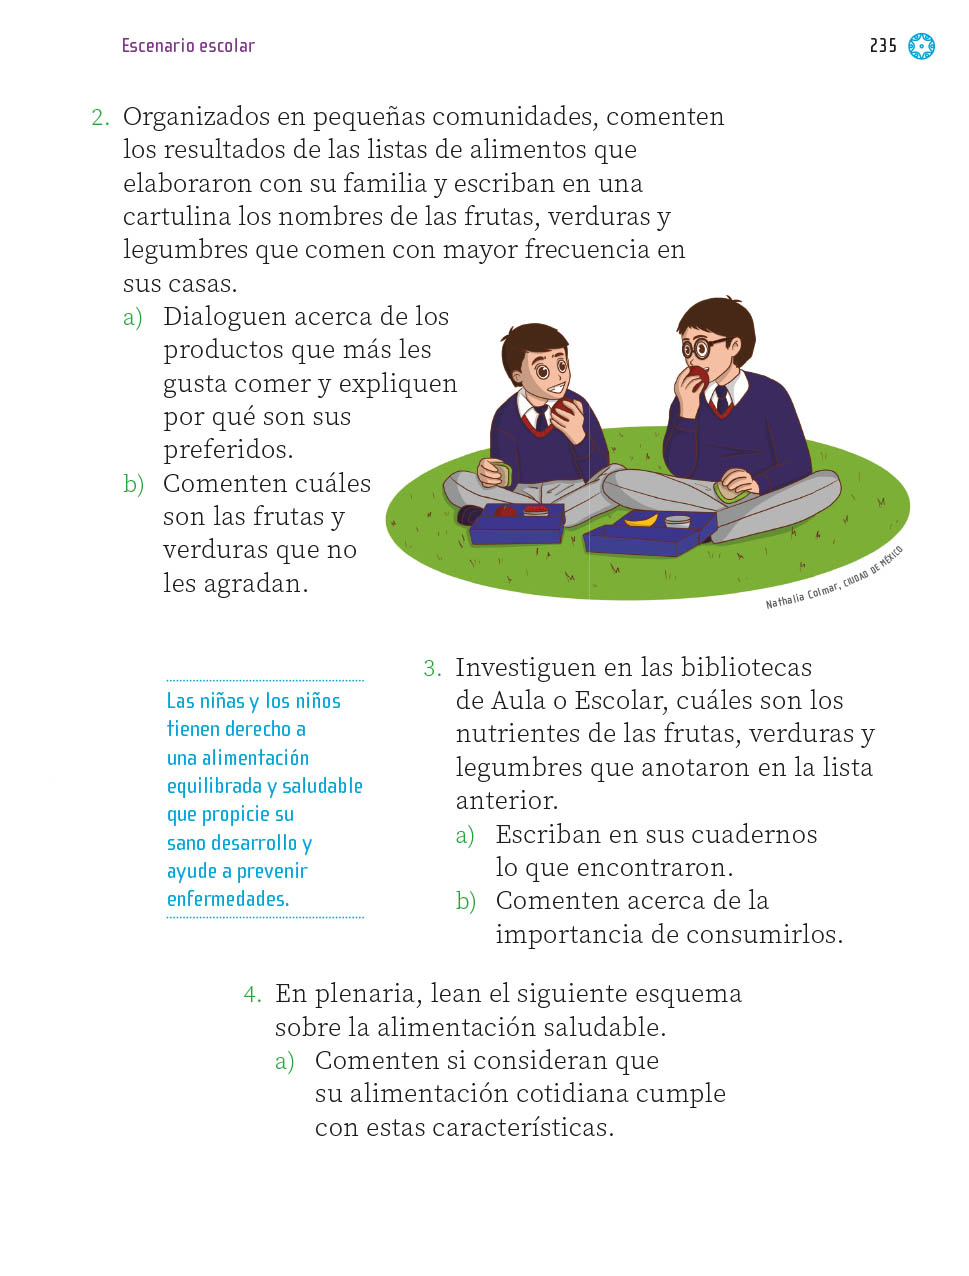 Escenario escolar
235
2. Organizados en pequeñas comunidades, comenten
los resultados de las listas de alimentos que
elaboraron con su familia y escriban en una
cartulina los nombres de las frutas, verduras y
legumbres que comen con mayor frecuencia en
sus casas.
a) Dialoguen acerca de los
productos que más les
gusta comer y expliquen
por qué son sus
preferidos.
b) Comenten cuáles
son las frutas y
verduras que no
les agradan.
Nathalia Colmar, CIUDAD DE MÉXICO
Las niñas y los niños
tienen derecho a
una alimentación
equilibrada y saludable
que propicie su
sano desarrollo y
ayude a prevenir
enfermedades.
3. Investiguen en las bibliotecas
de Aula o Escolar, cuáles son los
nutrientes de las frutas, verduras y
legumbres que anotaron en la lista
anterior.
a) Escriban en sus cuadernos
lo que encontraron.
b) Comenten acerca de la
importancia de consumirlos.
4. En plenaria, lean el siguiente esquema
sobre la alimentación saludable.
a) Comenten si consideran que
su alimentación cotidiana cumple
con estas características.